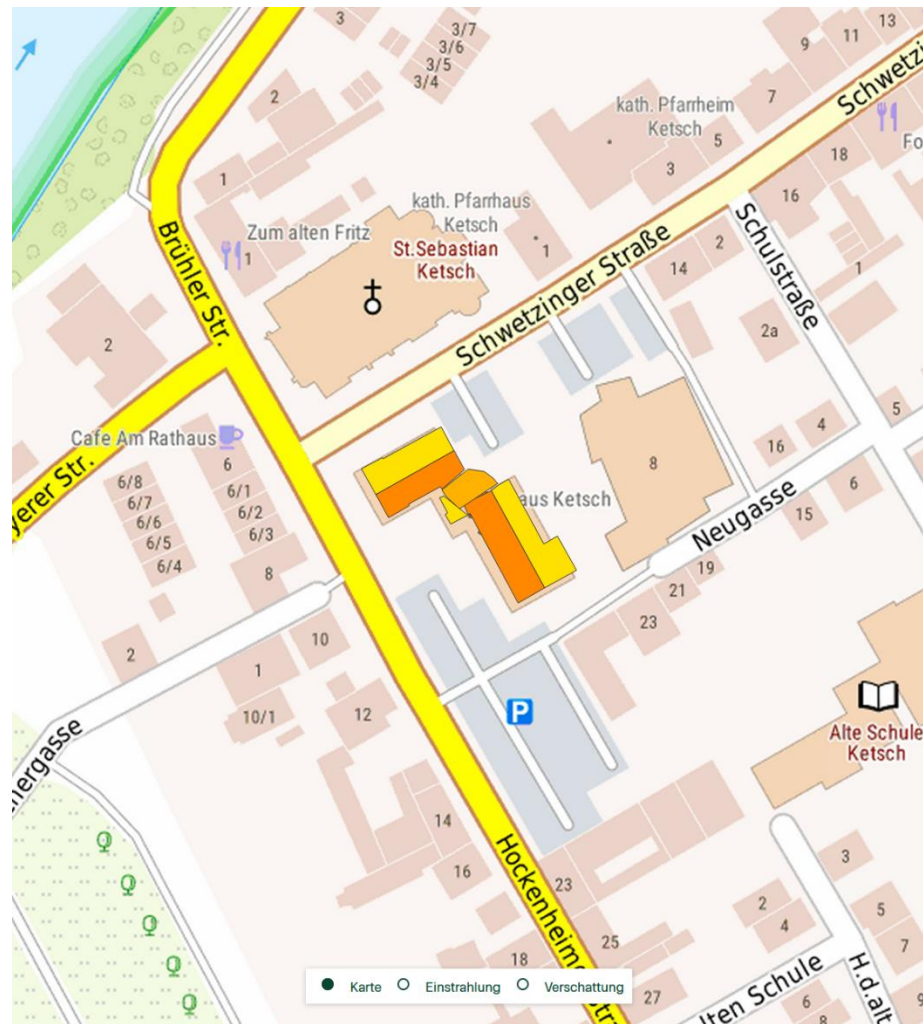 3
3/7
3/6
3/5
3/4
9
11
13
2
7
Schwetzi
kath. Pfarrheim
Ketsch
5
3
18
Fo
1
16
kath. Pfarrhaus
Ketsch
Zum alten Fritz
1
St.Sebastian
Ketsch
1
Brühler Str.
Schwetzinger Straße
14
2
Schulstraße
1
2
2a
Cafe Am Rathaus
6
5
4
16
6/8
6/7
6/6
6/5
6/4
6/1
6/2
6/3
8
yerer Str.
8
aus Ketsch
6
15
Neugasse
19
21
23
10
2
1
10/1
12
P
Alte Schule
Ketsch
hergasse
14
16
23
3
2
4
5
7
25
18
Hockenheimer Str
27
lten Schule
H.d.alt
6
8
9
Karte
Einstrahlung
Verschattung